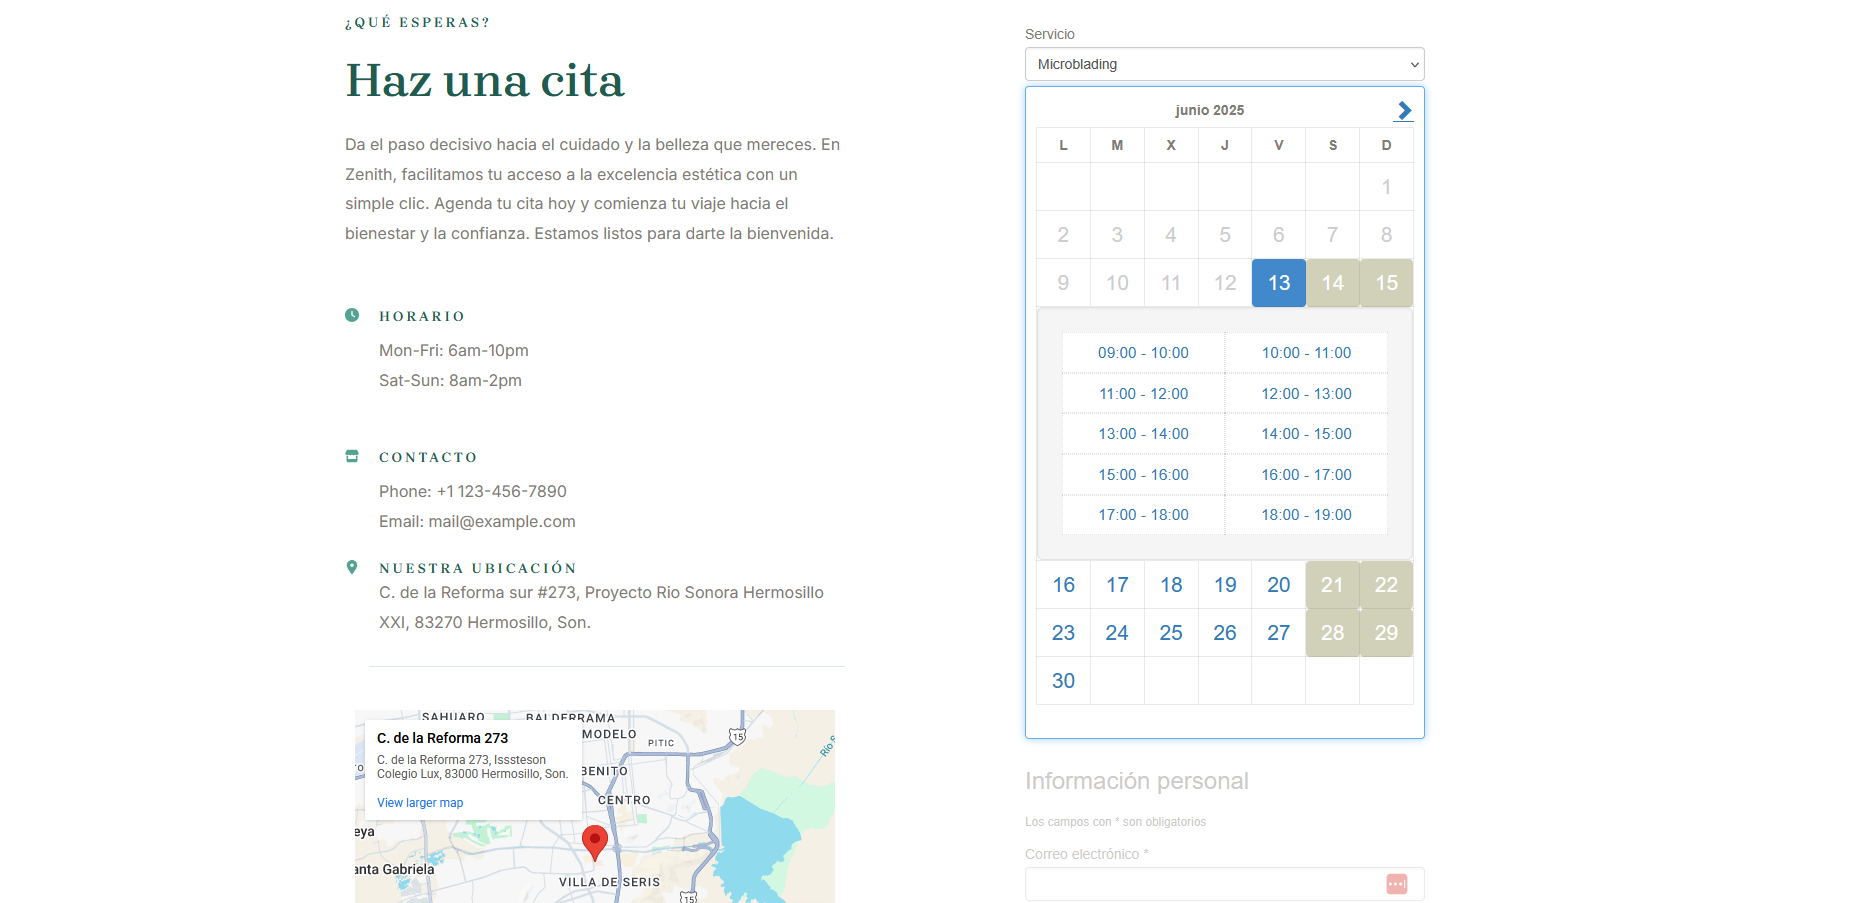 ¿QUÉ ESPERAS?
Haz una cita
Da el paso decisivo hacia el cuidado y la belleza que mereces. En
Zenith, facilitamos tu acceso a la excelencia estética con un
simple clic. Agenda tu cita hoy y comienza tu viaje hacia el
bienestar y la confianza. Estamos listos para darte la bienvenida.
HORARIO
Mon-Fri: 6am-10pm
Sat-Sun: 8am-2pm
CONTACTO
Phone: +1 123-456-7890
Email: mail@example.com
NUESTRA UBICACIÓN
C. de la Reforma sur #273, Proyecto Rio Sonora Hermosillo
XXI, 83270 Hermosillo, Son.
SAHUARO
BALDERRAMA
MODELO
PITIC
15
C. de la Reforma 273
C. de la Reforma 273, Isssteson
Colegio Lux, 83000 Hermosillo, Son.
View larger map
BENITO
CENTRO
VILLA DE SERIS
15
Servicio
Microblading
junio 2025
L M X J V S D
1
2 3 4 5 6 7 8
9 10 11 12 13 14 15
09:00 - 10:00 10:00 - 11:00
11:00 - 12:00 12:00 - 13:00
13:00 - 14:00 14:00 - 15:00
15:00 - 16:00 16:00 - 17:00
17:00 - 18:00 18:00 - 19:00
16 17 18 19 20 21 22
23 24 25 26 27 28 29
30
Información personal
Los campos con * son obligatorios
Correo electrónico *